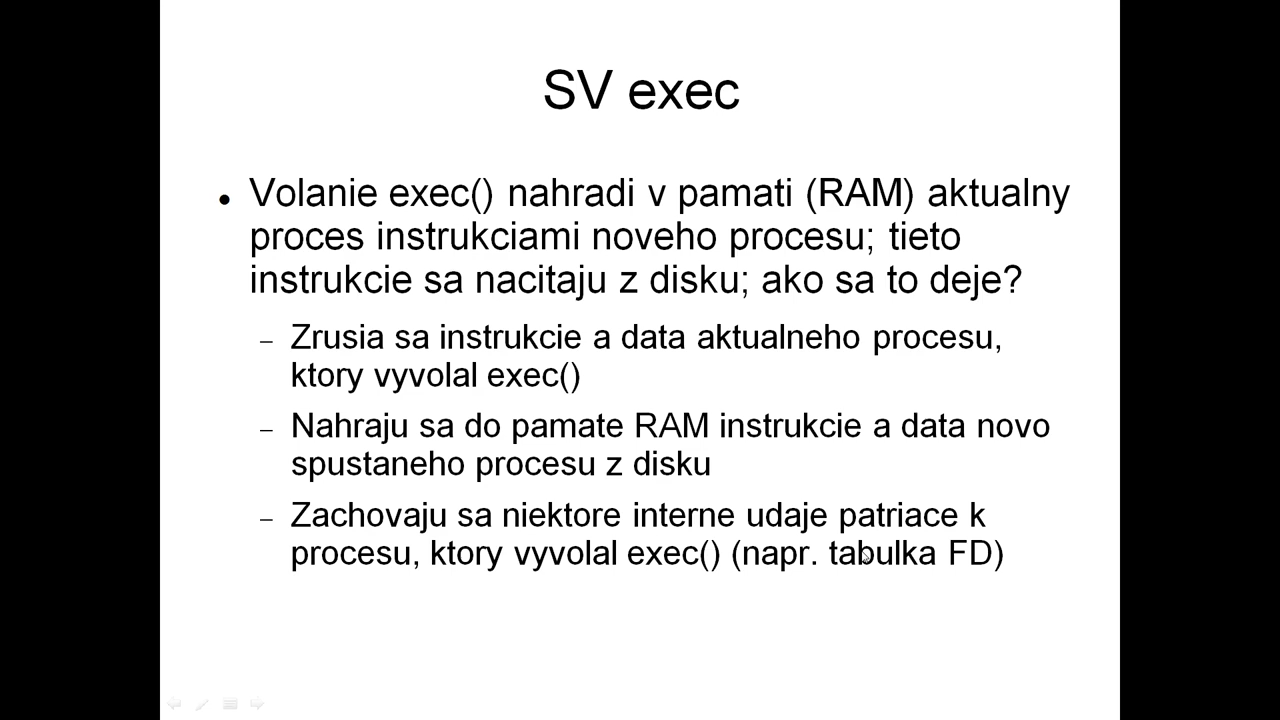 SV exec
• Volanie exec() nahradi v pamati (RAM) aktualny
proces instrukciami noveho procesu; tieto
instrukcie sa nacitaju z disku; ako sa to deje?
– Zrusia sa instrukcie a data aktualneho procesu,
ktory vyvolal exec()
– Nahraju sa do pamate RAM instrukcie a data novo
spustaneho procesu z disku
– Zachovaju sa niektore interne udaje patriace k
procesu, ktory vyvolal exec() (napr. tabulka FD)